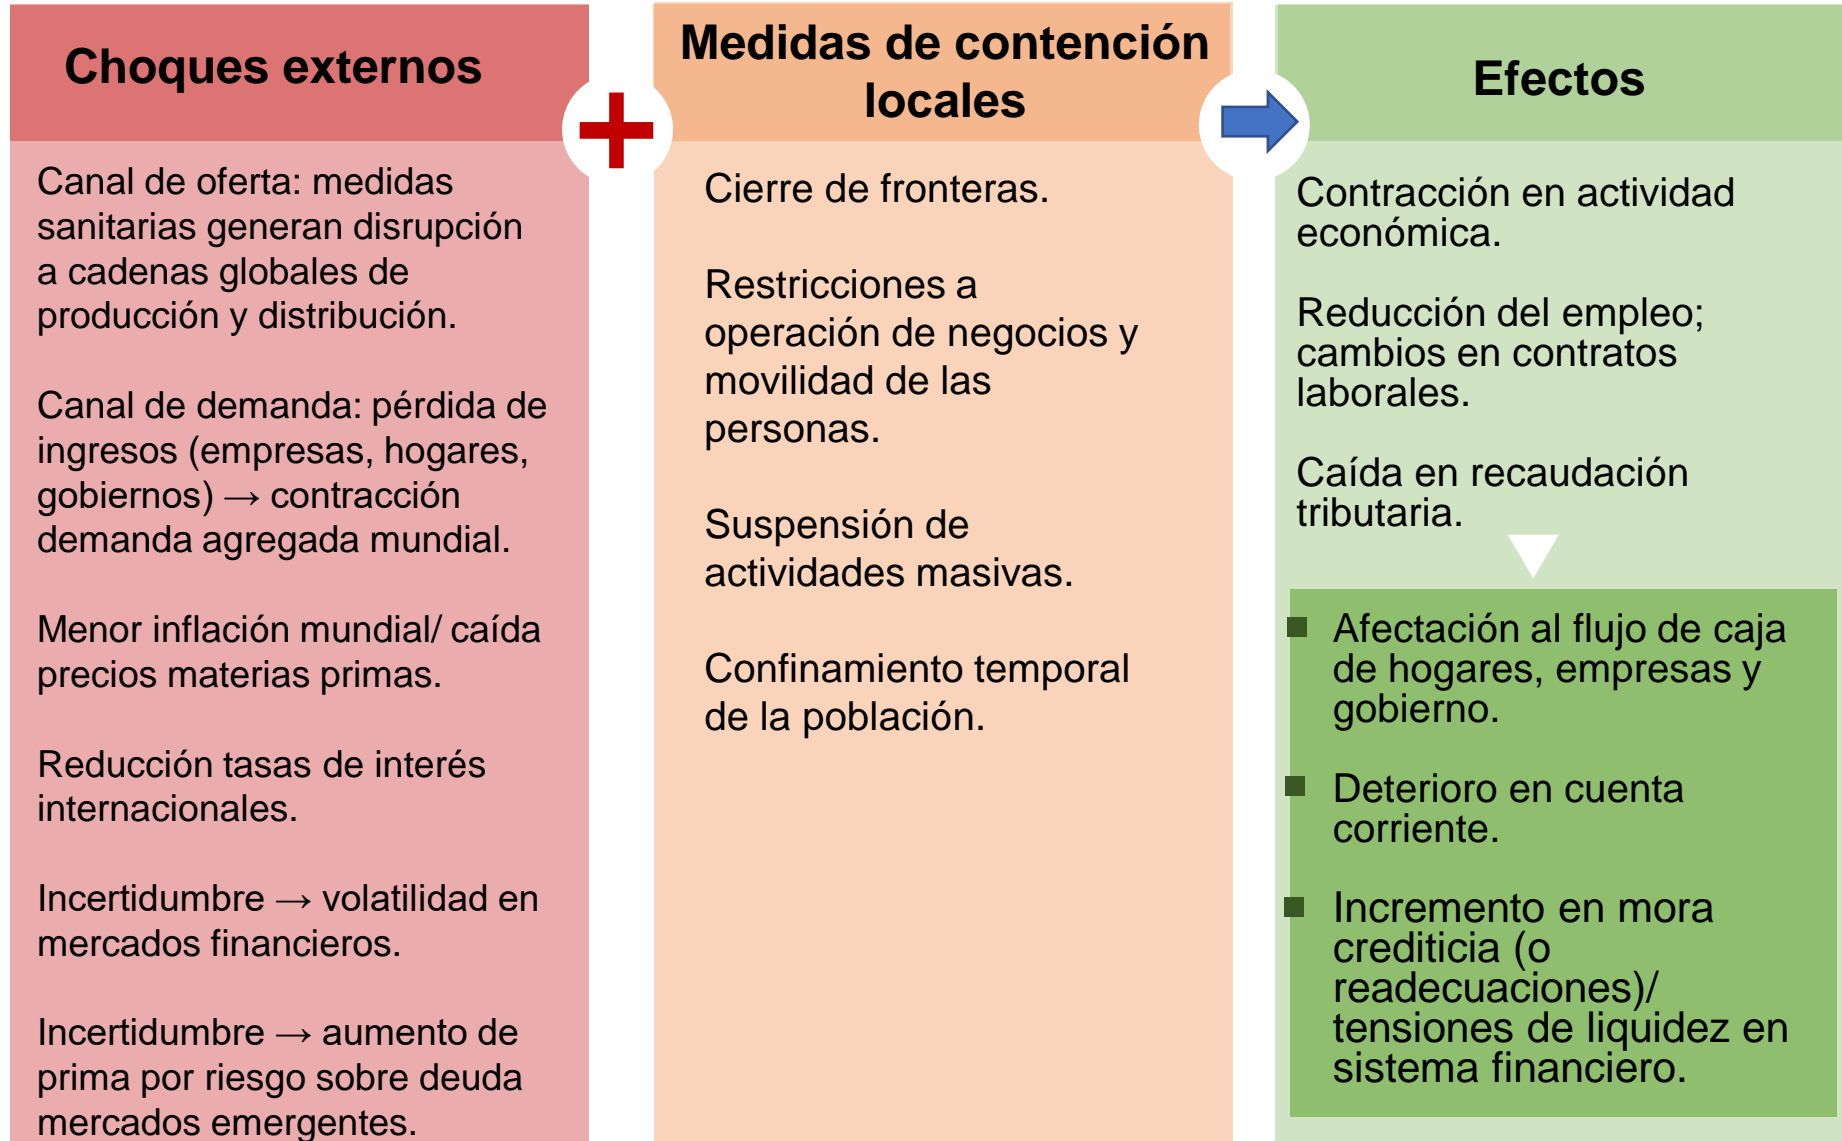 Choques externos
Canal de oferta: medidas
sanitarias generan disrupción
a cadenas globales de
producción y distribución.
Canal de demanda: pérdida de
ingresos (empresas, hogares,
gobiernos) → contracción
demanda agregada mundial.
Menor inflación mundial/ caída
precios materias primas.
Reducción tasas de interés
internacionales.
Incertidumbre → volatilidad en
mercados financieros.
Incertidumbre → aumento de
prima por riesgo sobre deuda
mercados emergentes.
Medidas de contención
locales
Cierre de fronteras.
Restricciones a
operación de negocios y
movilidad de las
personas.
Suspensión de
actividades masivas.
Confinamiento temporal
de la población.
Efectos
Contracción en actividad
económica.
Reducción del empleo;
cambios en contratos
laborales.
Caída en recaudación
tributaria.
Afectación al flujo de caja
de hogares, empresas y
gobierno.
Deterioro en cuenta
corriente.
Incremento en mora
crediticia (o
readecuaciones)/
tensiones de liquidez en
sistema financiero.